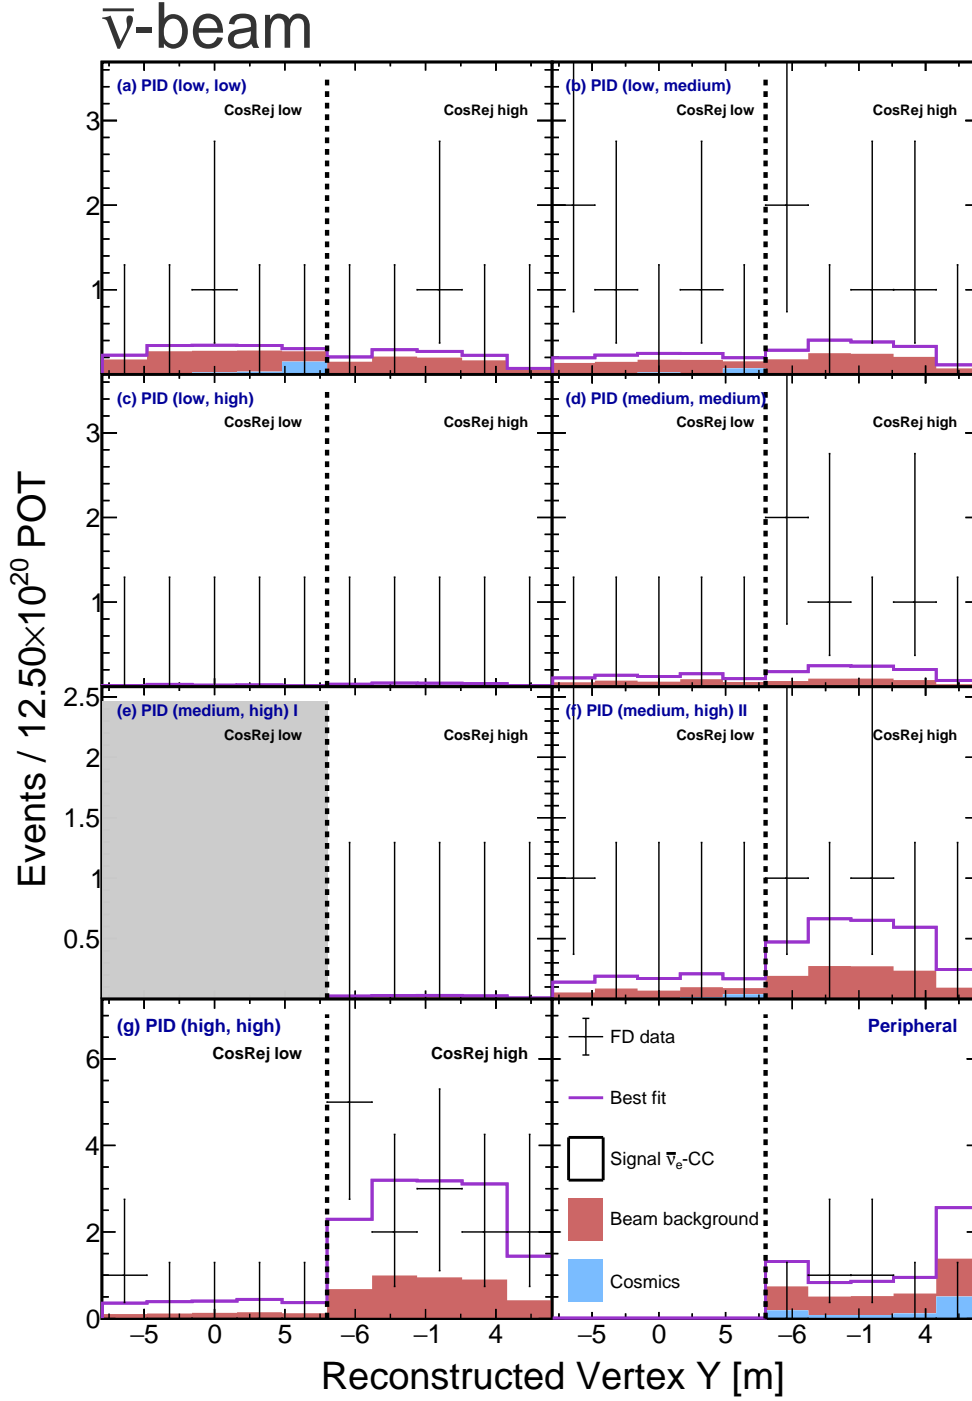 ν̅-beam
(a) PID (low, low)
CosRej low
CosRej high
(b) PID (low, medium)
CosRej low
CosRej high
3
2
1
(c) PID (low, high)
CosRej low
CosRej high
(d) PID (medium, medium)
CosRej low
CosRej high
3
2
1
(e) PID (medium, high) I
CosRej low
CosRej high
(f) PID (medium, high) II
CosRej low
CosRej high
2.5
2
1.5
1
0.5
(g) PID (high, high)
CosRej low
CosRej high
Peripheral
6
4
2
0
FD data
Best fit
Signal ν̅ₑ-CC
Beam background
Cosmics
−5 0 5 −6 −1 4 −5 0 5 −6 −1 4
Events / 12.50×10²⁰ POT
Reconstructed Vertex Y [m]